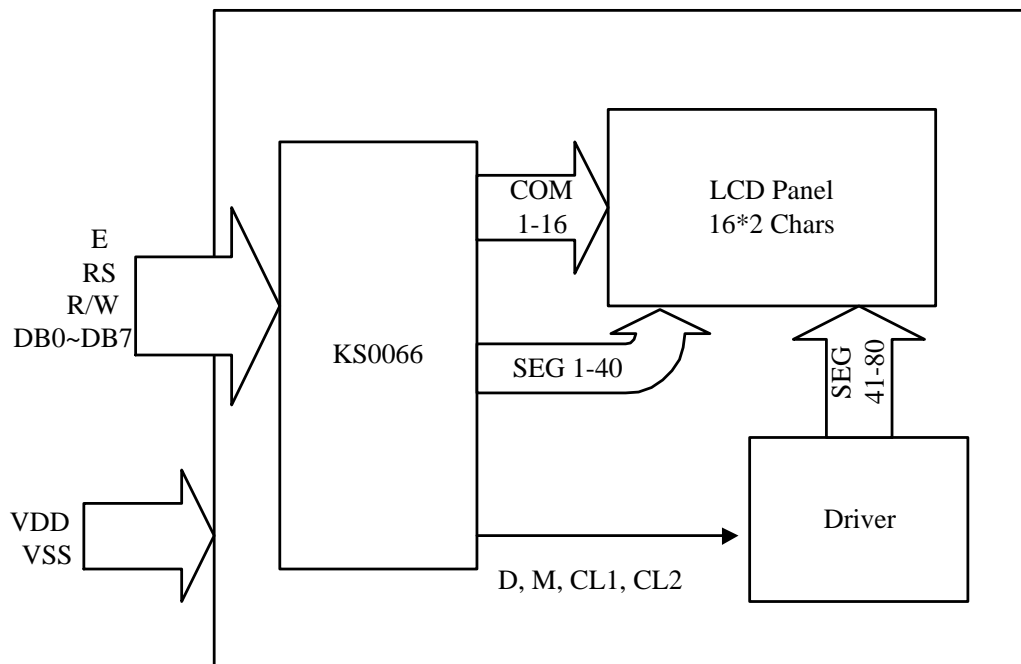 COM
1-16
LCD Panel
16*2 Chars
E
RS
R/W
DB0~DB7
KS0066
SEG 1-40
SEG
41-80
VDD
VSS
Driver
D, M, CL1, CL2